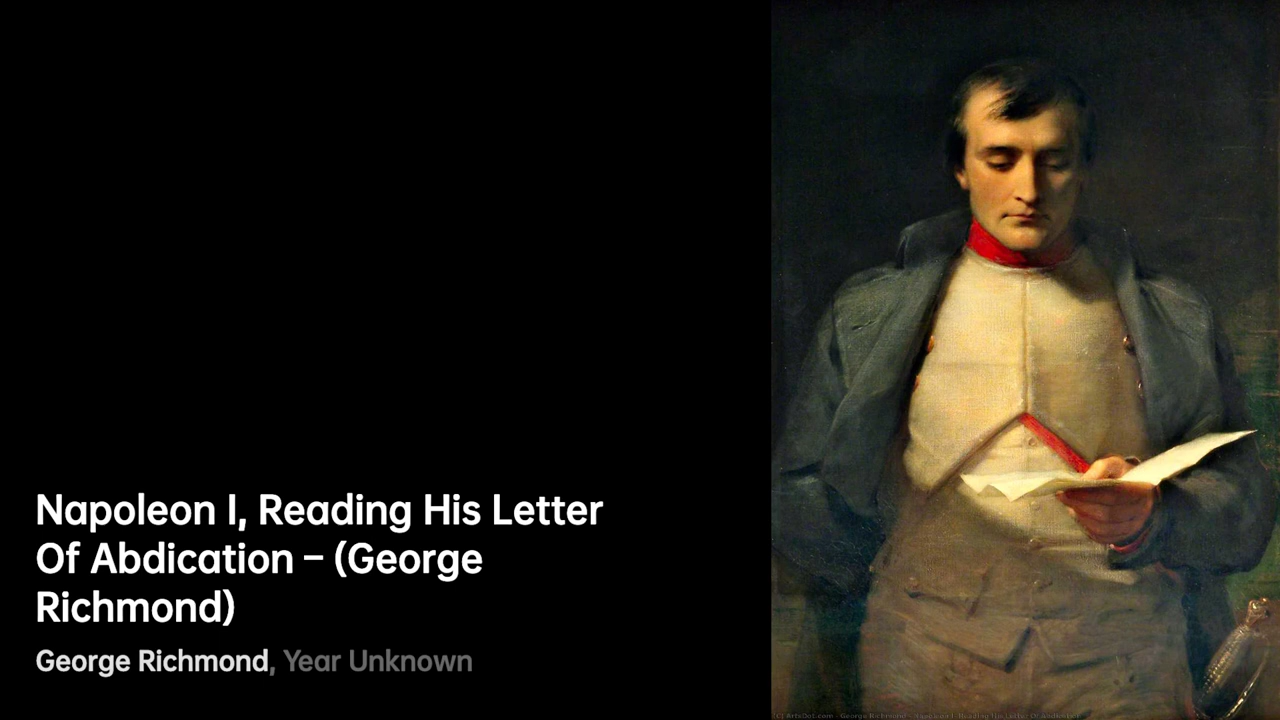 Napoleon I, Reading His Letter
Of Abdication – (George
Richmond)
George Richmond, Year Unknown